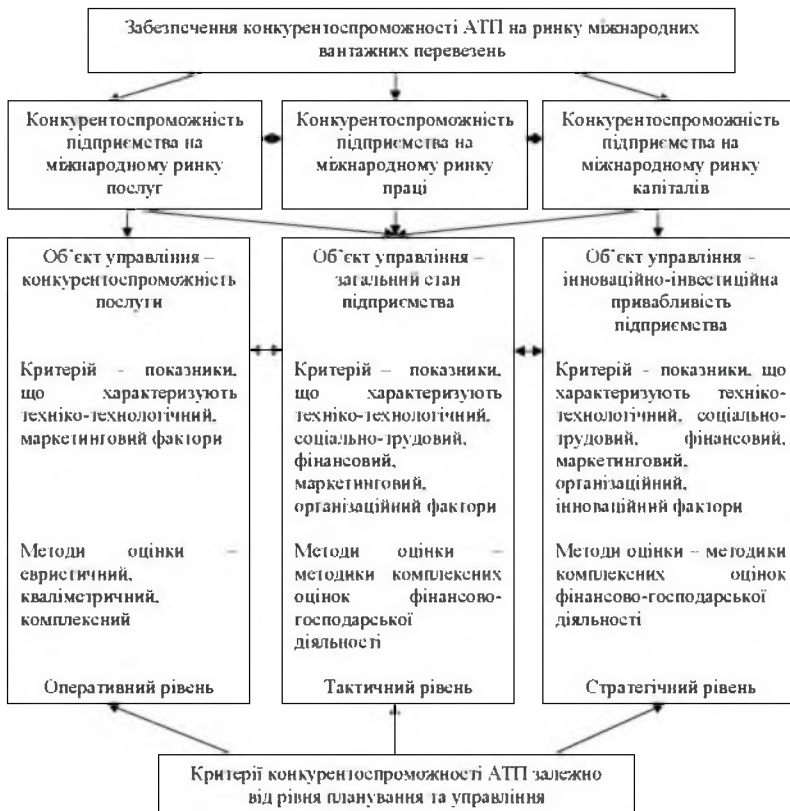 Забезпечення конкурентоспроможності АТП на ринку міжнародних
вантажних перевезень
Конкурентоспроможність
підприємства на
міжнародному ринку
послуг
Конкурентоспроможність
підприємства на
міжнародному ринку
праці
Конкурентоспроможність
підприємства на
міжнародному ринку
капіталів
Об'єкт управління –
конкурентоспроможність
послуги
Критерій - показники,
що характеризують
техніко-технологічний,
маркетинговий фактори
Методи оцінки –
евристичний,
кваліметричний,
комплексний
Оперативний рівень
Об'єкт управління –
загальний стан
підприємства
Критерій – показники,
що характеризують
техніко-технологічний,
соціально-трудовий,
фінансовий,
маркетинговий,
організаційний фактори
Методи оцінки –
методики комплексних
оцінок фінансово-
господарської
діяльності
Тактичний рівень
Об'єкт управління -
інноваційно-інвестиційна
привабливість
підприємства
Критерій - показники, що
характеризують техніко-
технологічний, соціально-
трудовий, фінансовий,
маркетинговий,
організаційний,
інноваційний фактори
Методи оцінки – методики
комплексних оцінок
фінансово-господарської
діяльності
Стратегічний рівень
Критерії конкурентоспроможності АТП залежно
від рівня планування та управління